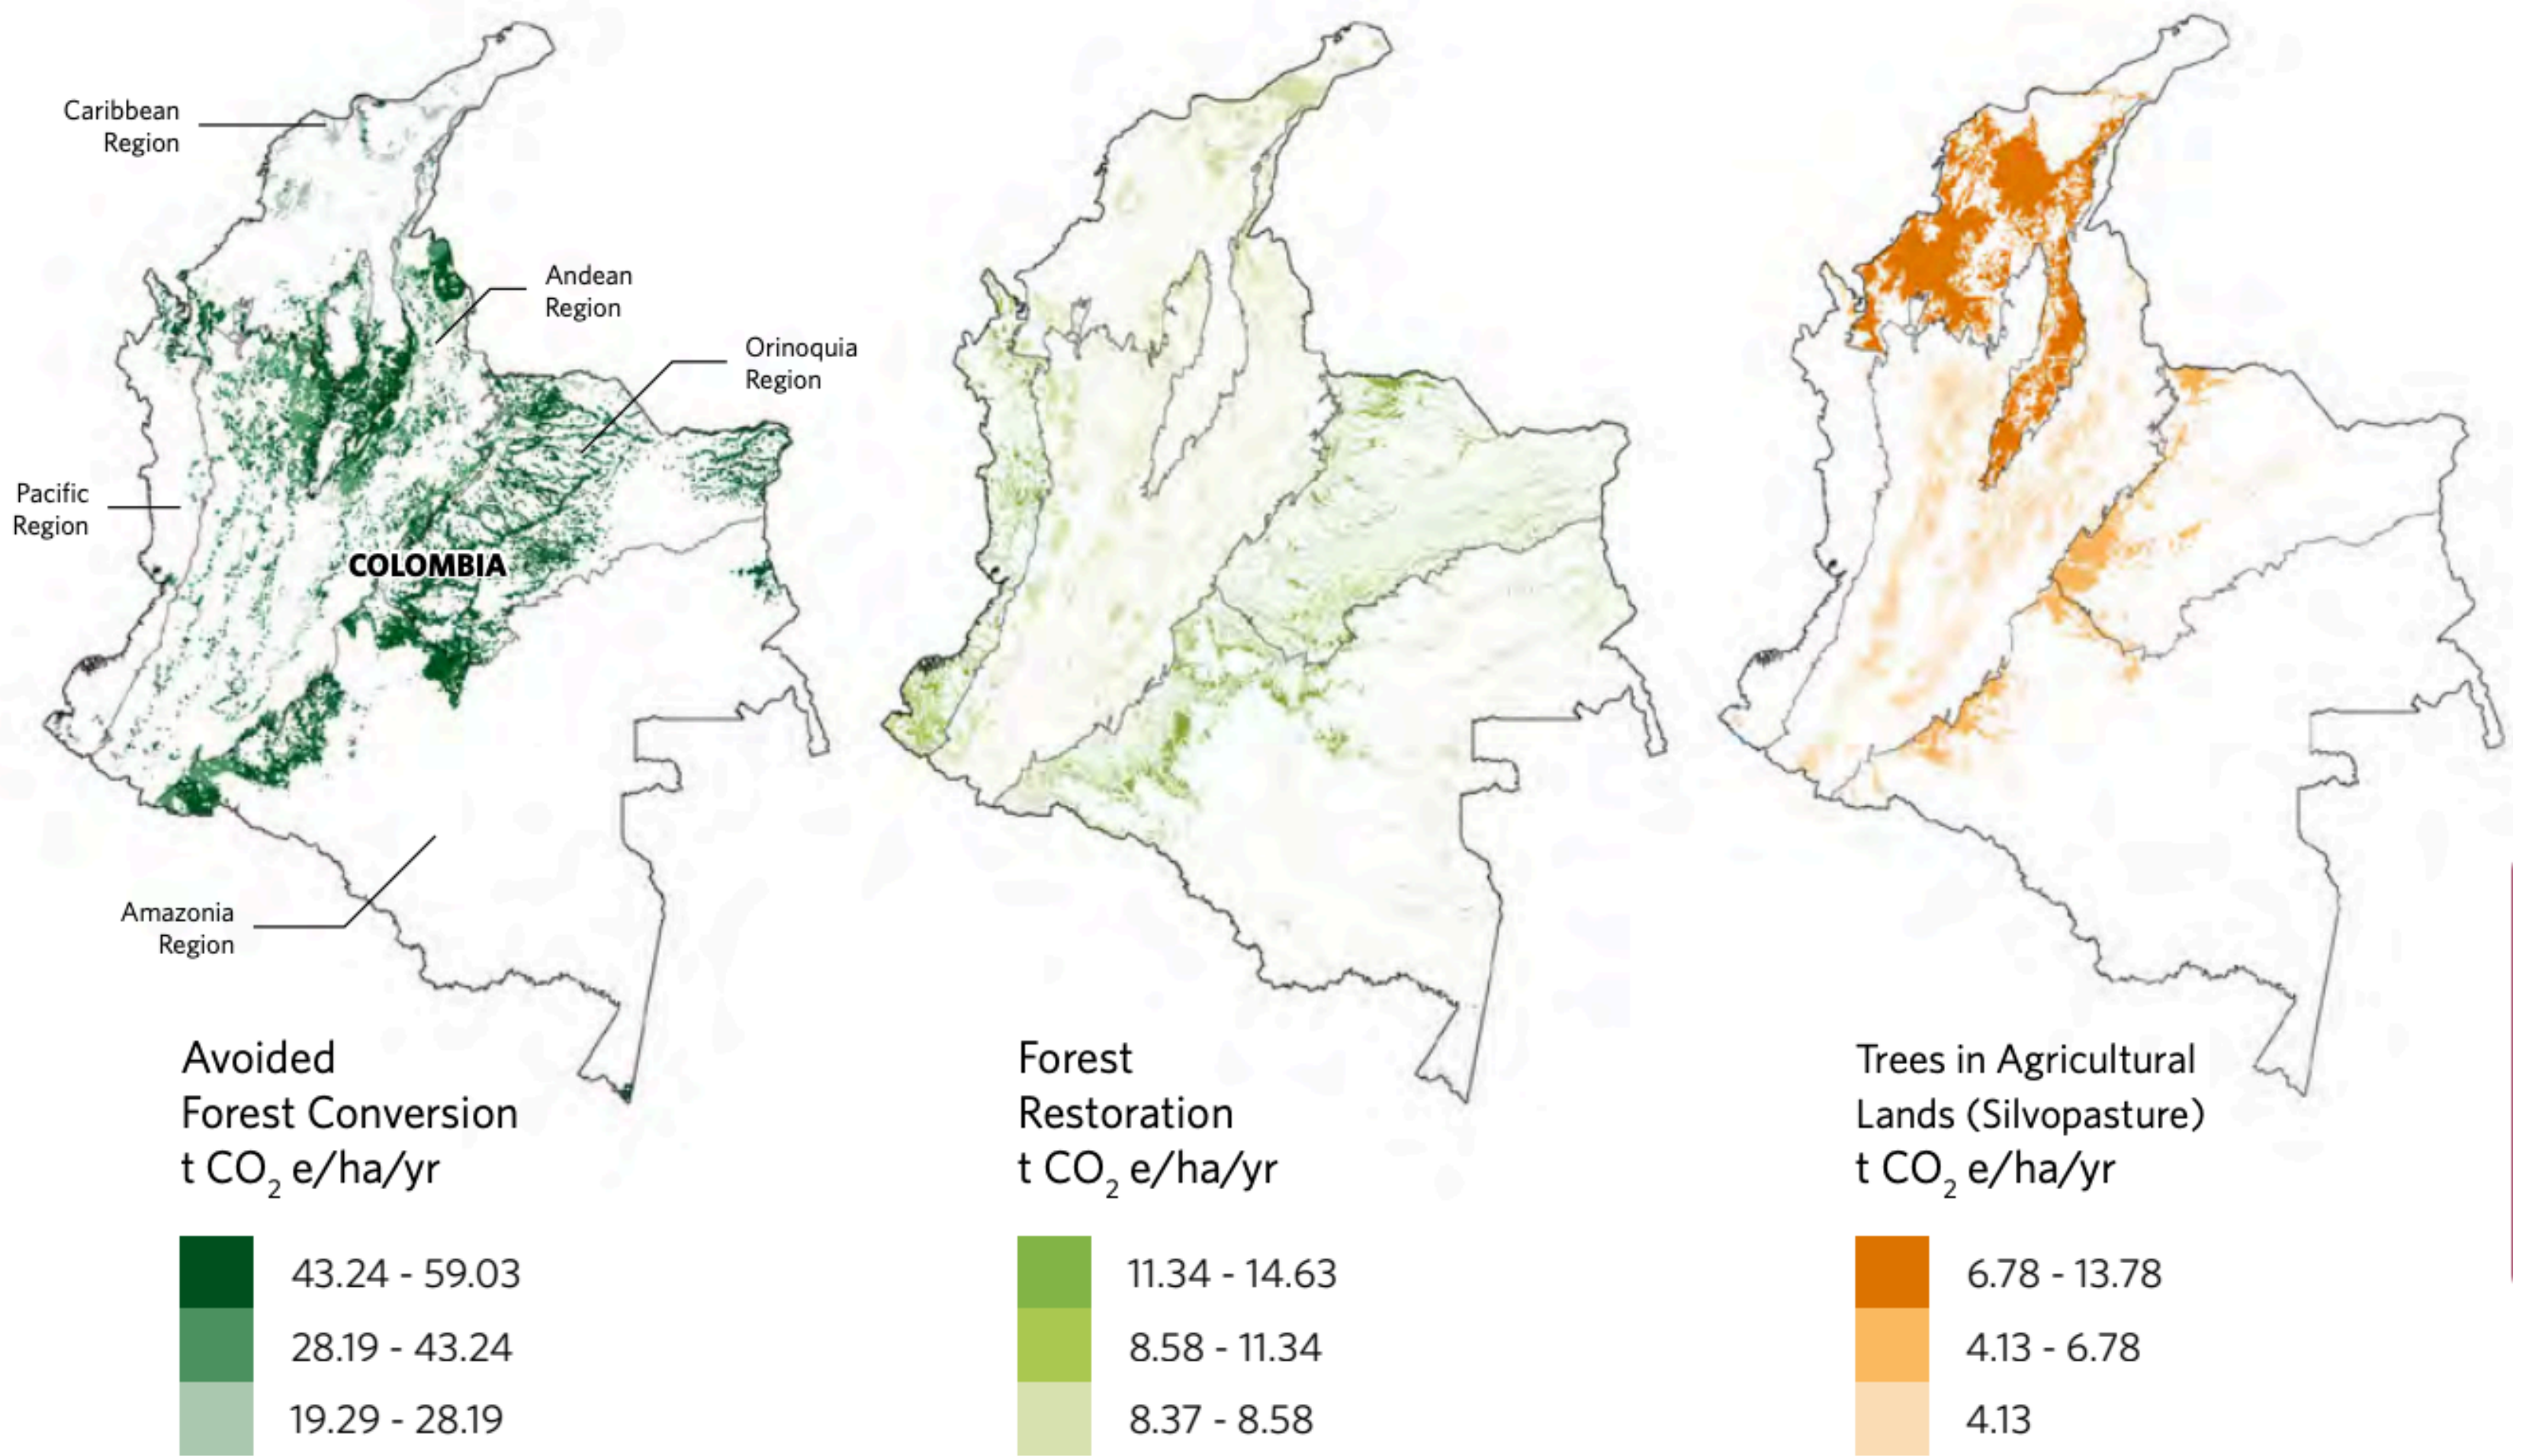 Caribbean
Region
Andean
Region
Orinoquia
Region
Pacific
Region
COLOMBIA
Amazonia
Region
Avoided
Forest Conversion
t CO₂ e/ha/yr
43.24 - 59.03
28.19 - 43.24
19.29 - 28.19
Forest
Restoration
t CO₂ e/ha/yr
11.34 - 14.63
8.58 - 11.34
8.37 - 8.58
Trees in Agricultural
Lands (Silvopasture)
t CO₂ e/ha/yr
6.78 - 13.78
4.13 - 6.78
4.13